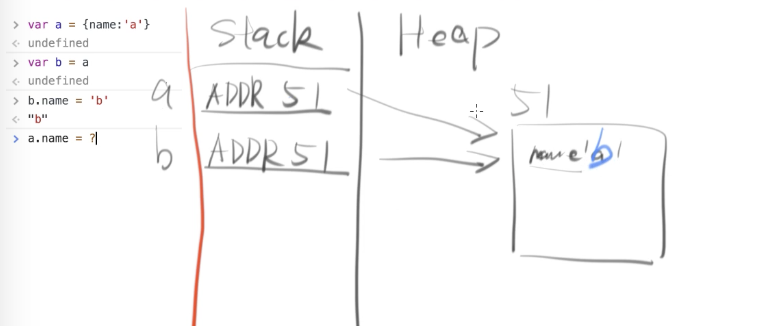 > var a = {name:'a'}
<· undefined
> var b = a
<· undefined
> b.name = 'b'
<· "b"
> a.name = ?
Stack
Heap
a ADDR 51
b ADDR 51
51
name 'b'